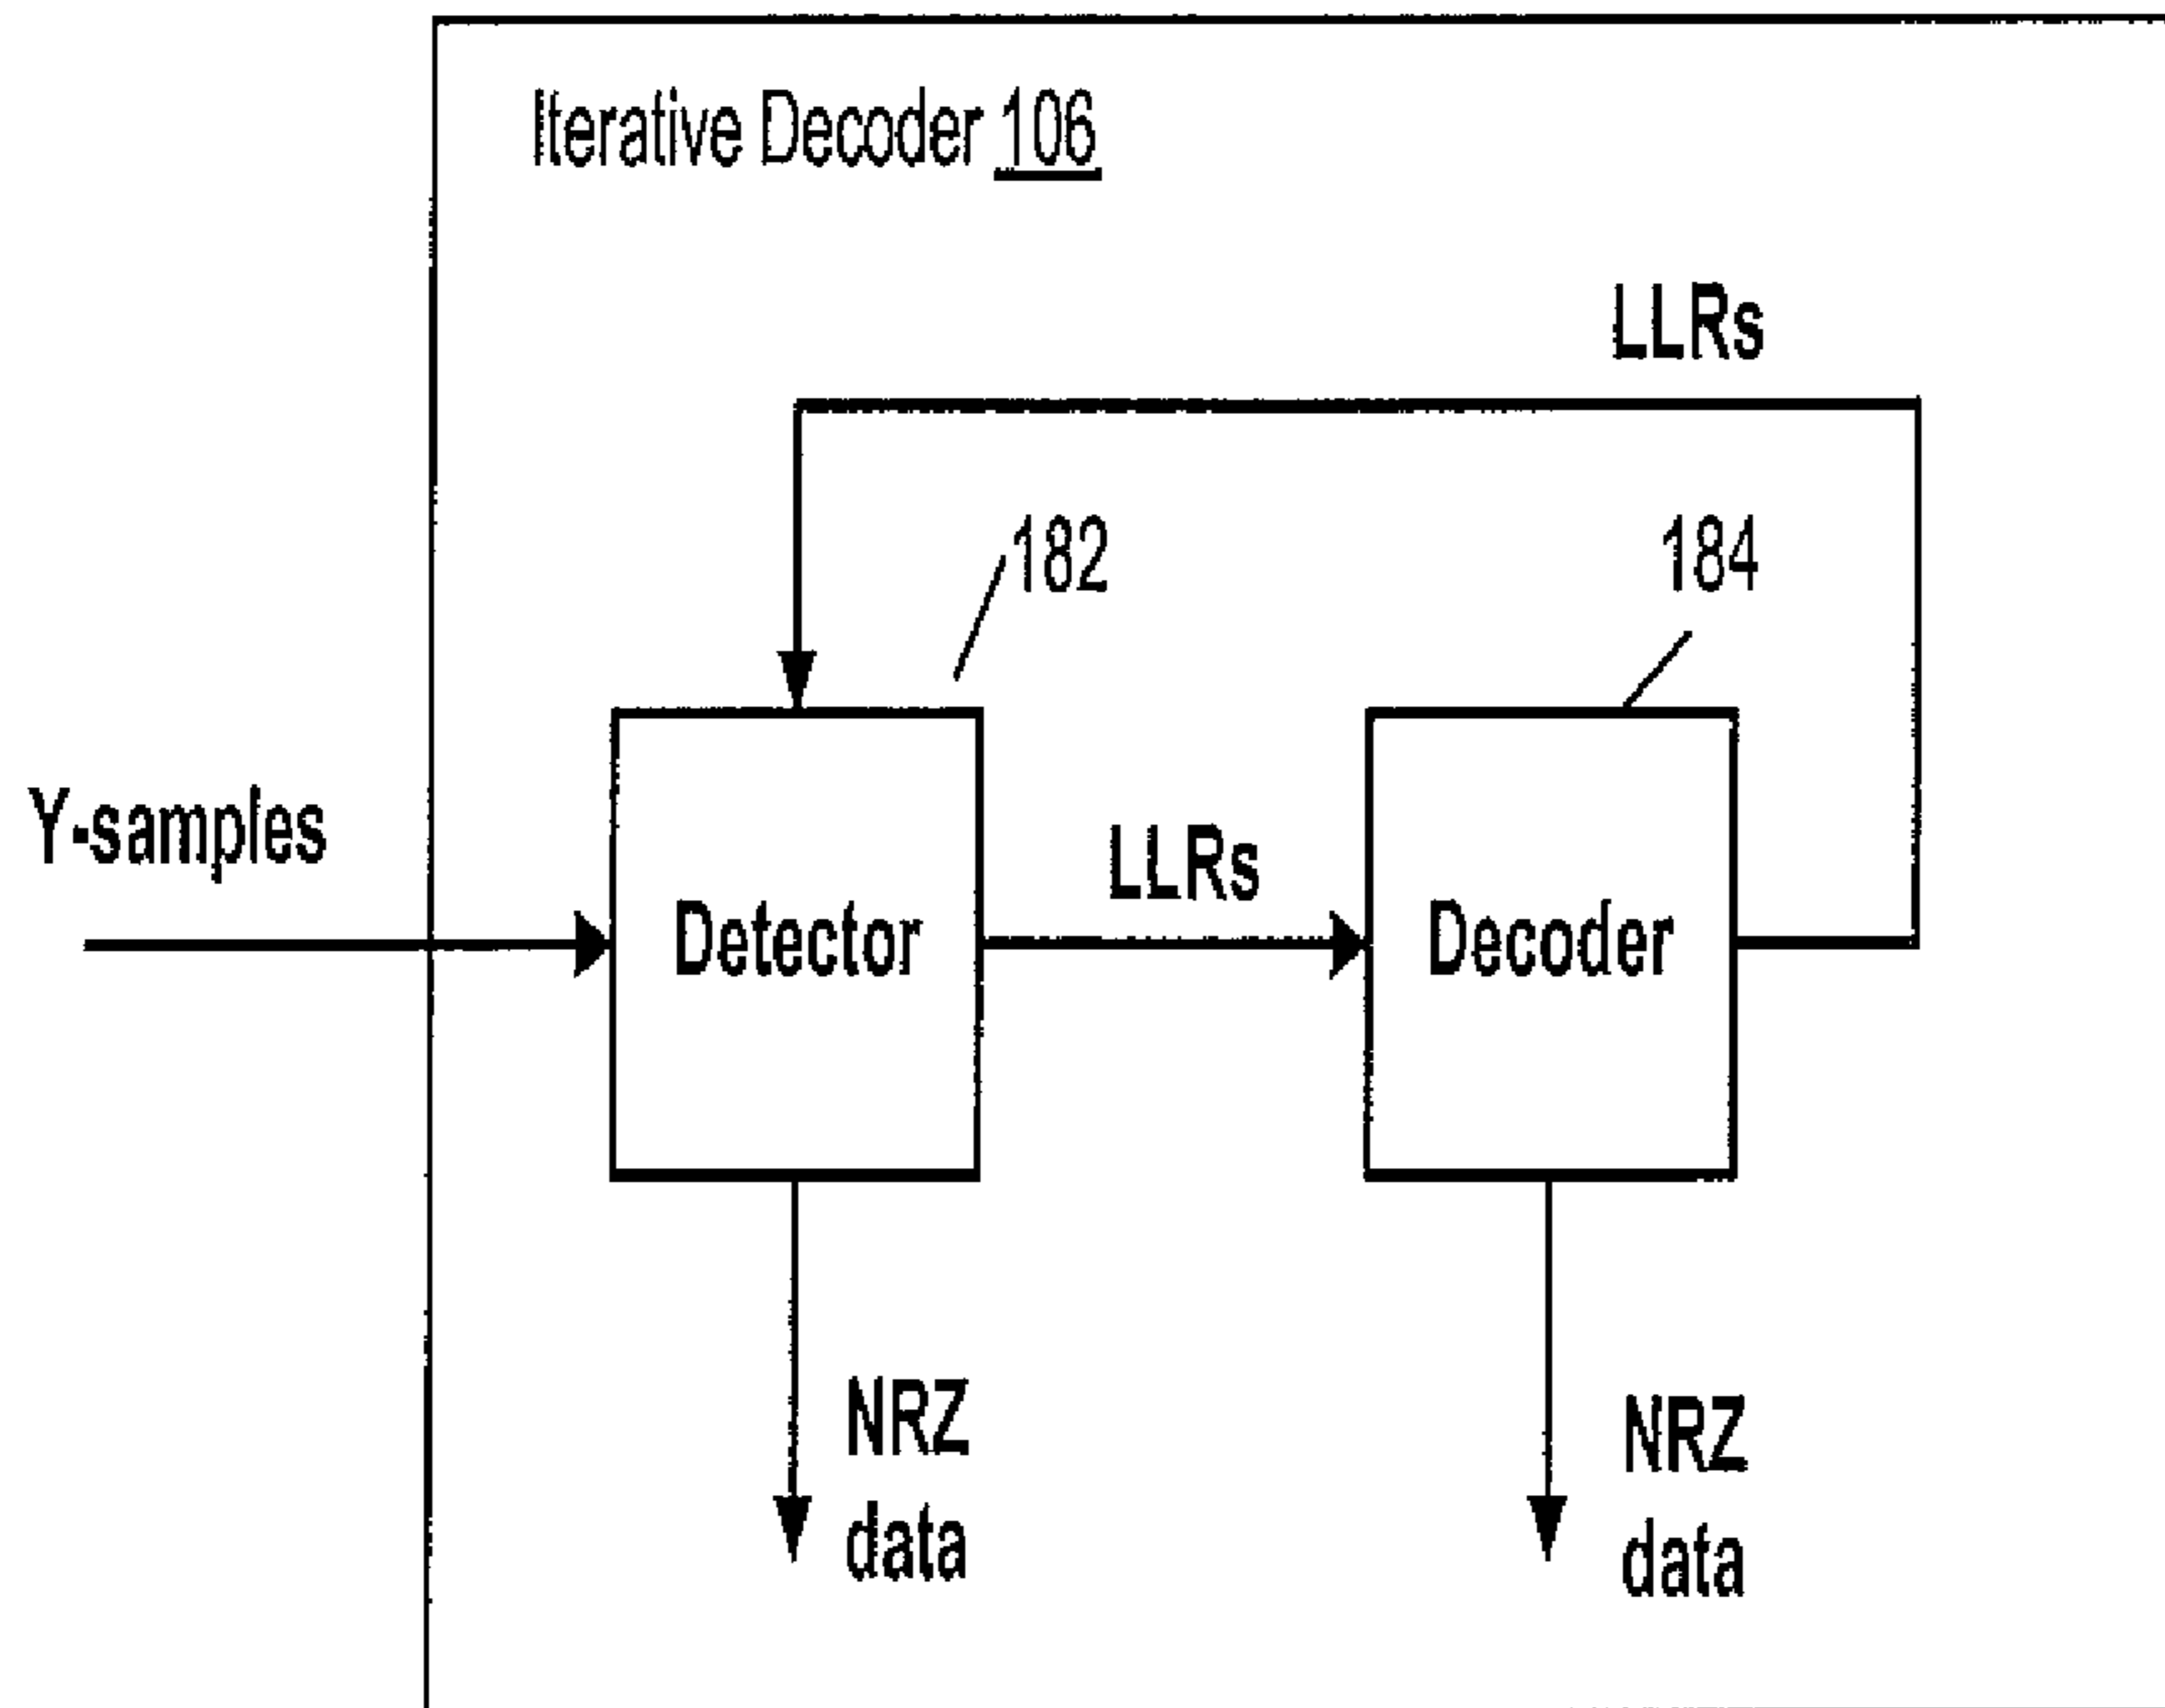 Iterative Decoder 106
LLRs
182
184
Y-samples
LLRs
Detector
Decoder
NRZ
data
NRZ
data